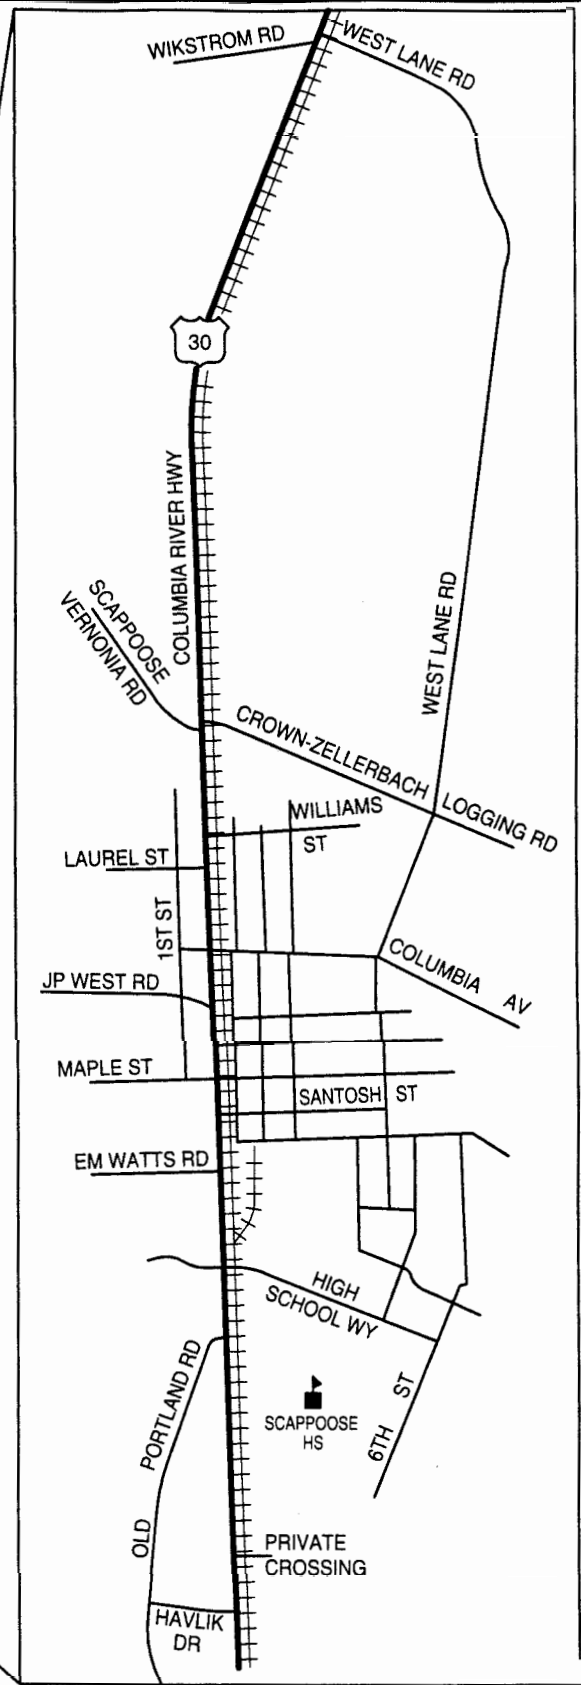 WIKSTROM RD
WEST LANE RD
30
COLUMBIA RIVER HWY
SCAPPOOSE
VERNONIA RD
WEST LANE RD
CROWN-ZELLERBACH LOGGING RD
WILLIAMS
ST
LAUREL ST
1ST ST
COLUMBIA AV
JP WEST RD
MAPLE ST
SANTOSH ST
EM WATTS RD
HIGH
SCHOOL WY
OLD PORTLAND RD
6TH ST
SCAPPOOSE
HS
PRIVATE
CROSSING
HAVLIK
DR